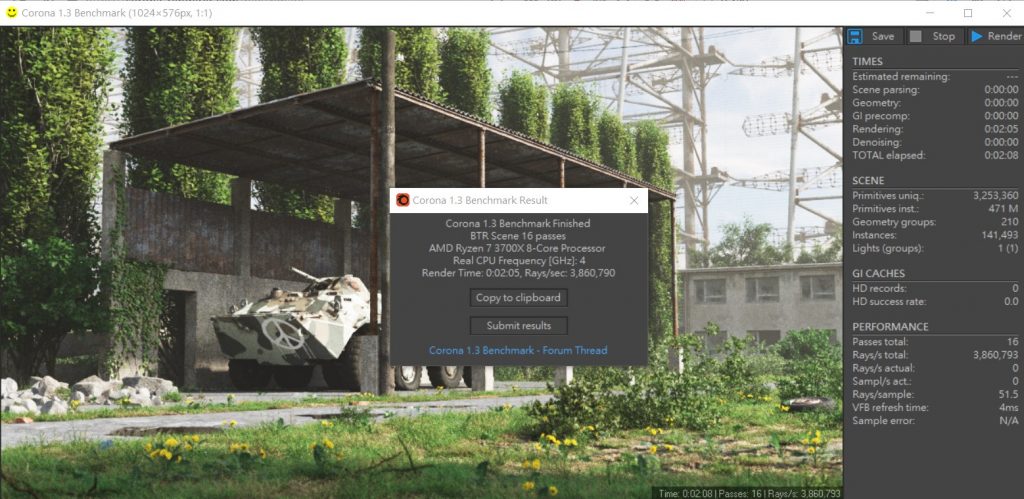 Corona 1.3 Benchmark (1024×576px, 1:1)
Save Stop Render
TIMES
Estimated remaining: ---
Scene parsing: 0:00:00
Geometry: 0:00:00
GI precomp: 0:00:00
Rendering: 0:02:05
Denoising: 0:00:00
TOTAL elapsed: 0:02:08
SCENE
Primitives uniq.: 3,253,360
Primitives inst.: 471 M
Geometry groups: 210
Instances: 141,493
Lights (groups): 1 (1)
GI CACHES
HD records: 0
HD success rate: 0.0
PERFORMANCE
Passes total: 16
Rays/s total: 3,860,793
Rays/s actual: 0
Sampl/s act.: 0
Rays/sample: 51.5
VFB refresh time: 4ms
Sample error: N/A
Corona 1.3 Benchmark Result
Corona 1.3 Benchmark Finished
BTR Scene 16 passes
AMD Ryzen 7 3700X 8-Core Processor
Real CPU Frequency [GHz]: 4
Render Time: 0:02:05, Rays/sec: 3,860,790
Copy to clipboard
Submit results
Corona 1.3 Benchmark - Forum Thread
Time: 0:02:08 | Passes: 16 | Rays/s: 3,860,793